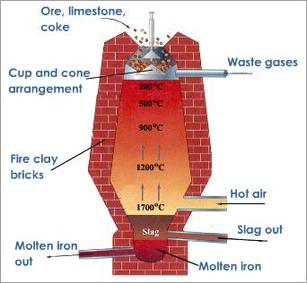 Ore, limestone,
coke
Waste gases
Cup and cone
arrangement
200°C
500°C
900°C
Fire clay
bricks
1200°C
Hot air
1700°C
Slag
Slag out
Molten iron
out
Molten iron